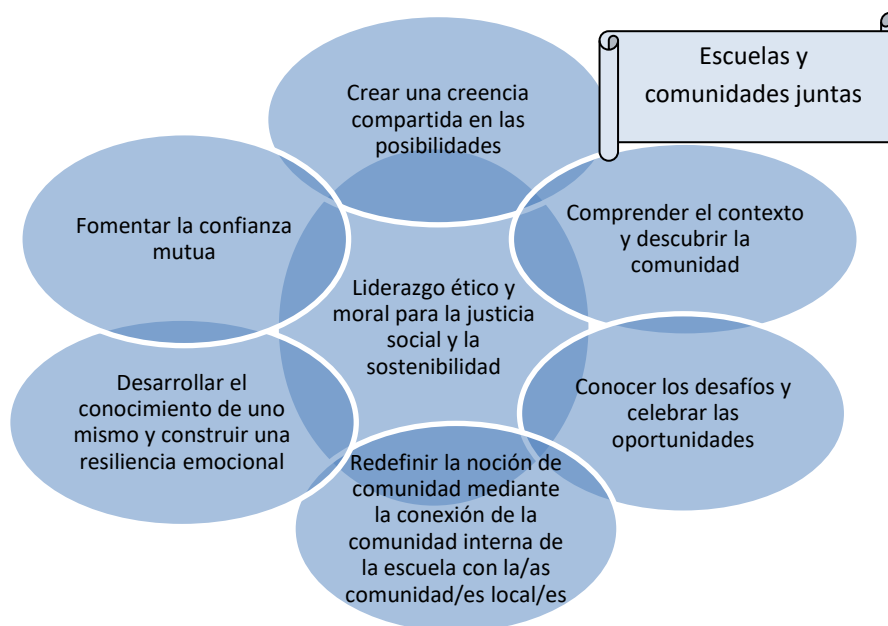 Escuelas y
comunidades juntas
Crear una creencia
compartida en las
posibilidades
Fomentar la confianza
mutua
Comprender el contexto
y descubrir la
comunidad
Liderazgo ético y
moral para la justicia
social y la
sostenibilidad
Desarrollar el
conocimiento de uno
mismo y construir una
resiliencia emocional
Conocer los desafíos y
celebrar las
oportunidades
Redefinir la noción de
comunidad mediante
la conexión de la
comunidad interna de
la escuela con la/as
comunidad/es local/es